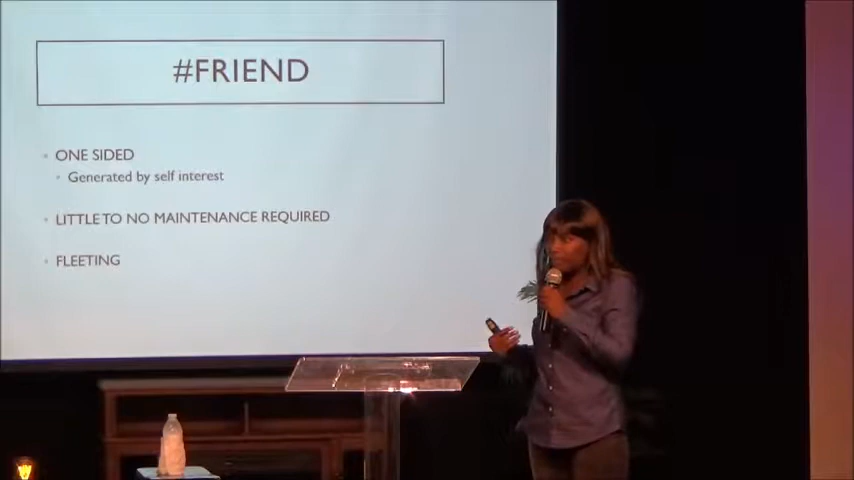 #FRIEND
ONE SIDED
Generated by self interest
LITTLE TO NO MAINTENANCE REQUIRED
FLEETING